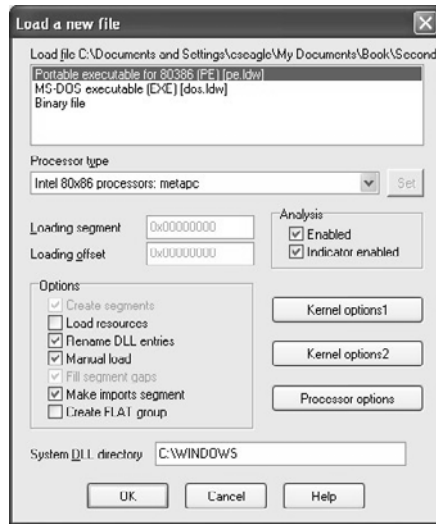 Load a new file
Load file C:\Documents and Settings\cseagle\My Documents\Book\Second
Portable executable for 80386 (PE) [pe.ldw]
MS-DOS executable (EXE) [dos.ldw]
Binary file
Processor type
Intel 80x86 processors: metapc
Set
Loading segment 0x00000000
Loading offset 0x00000000
Analysis
Enabled
Indicator enabled
Options
Create segments
Load resources
Rename DLL entries
Manual load
Fill segment gaps
Make imports segment
Create FLAT group
Kernel options1
Kernel options2
Processor options
System DLL directory C:\WINDOWS
OK Cancel Help